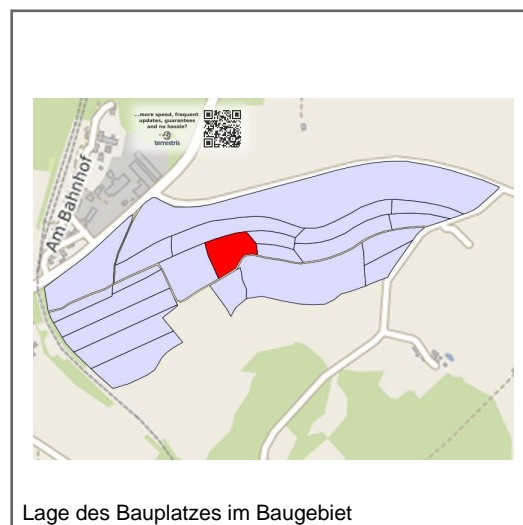 ...more speed, frequent
updates, guarantees
and no hassle?
terrestris
Am Bahnhof
Lage des Bauplatzes im Baugebiet